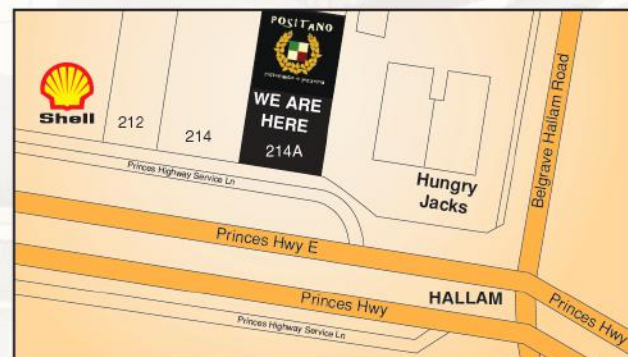 POSITANO
WE ARE
HERE
214A
Shell
212
214
Princes Highway Service Ln
Hungry
Jacks
Belgrave Hallam Road
Princes Hwy E
HALLAM
Princes Hwy
Princes Hwy
Princes Highway Service Ln